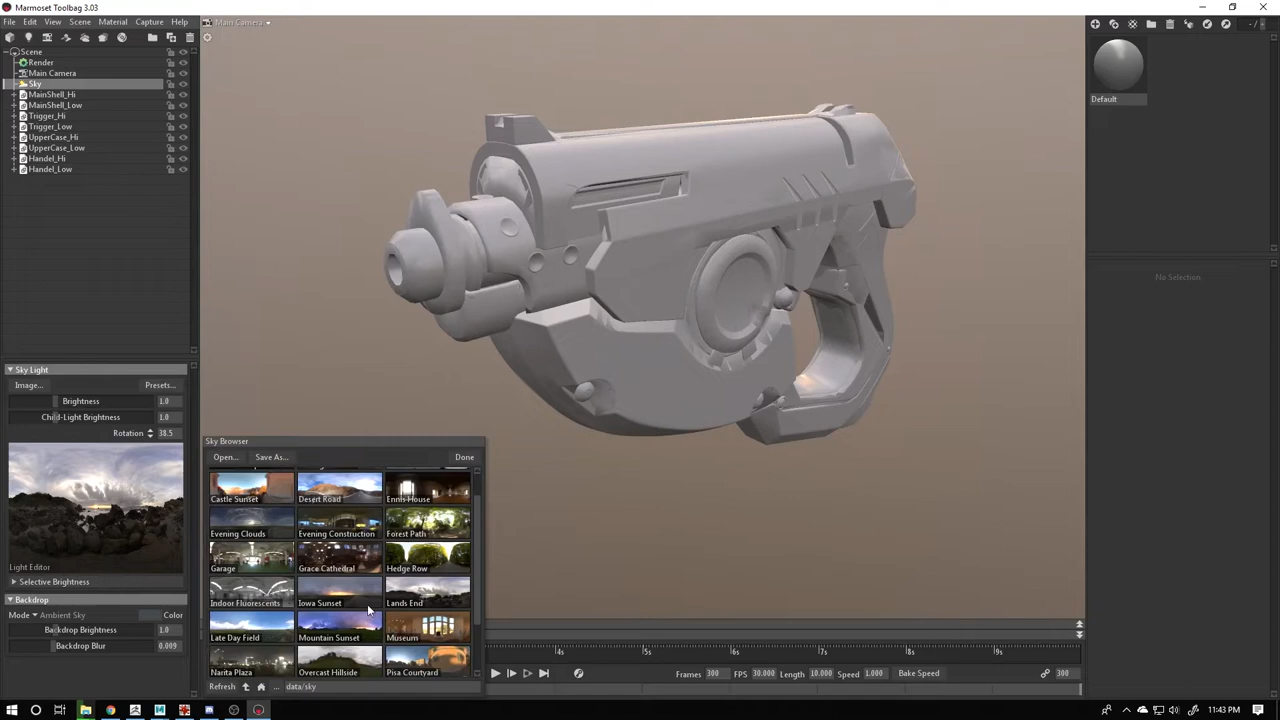 Marmoset Toolbag 3.03
File Edit View Scene Material Capture Help
Main Camera
Scene
Render
Main Camera
Sky
MainShell_Hi
MainShell_Low
Trigger_Hi
Trigger_Low
UpperCase_Hi
UpperCase_Low
Handel_Hi
Handel_Low
Default
No Selection
Sky Light
Image... Presets...
Brightness 1.0
Child-Light Brightness 1.0
Rotation 38.5
Light Editor
Selective Brightness
Backdrop
Mode Ambient Sky Color
Backdrop Brightness 1.0
Backdrop Blur 0.009
Sky Browser
Open... Save As... Done
Castle Sunset Desert Road Ennis House
Evening Clouds Evening Construction Forest Path
Garage Grace Cathedral Hedge Row
Indoor Fluorescents Iowa Sunset Lands End
Late Day Field Mountain Sunset Museum
Narita Plaza Overcast Hillside Pisa Courtyard
Refresh ... data/sky
4s 5s 6s 7s 8s 9s
Frames 300 FPS 30.000 Length 10.000 Speed 1.000 Bake Speed 300
11:43 PM